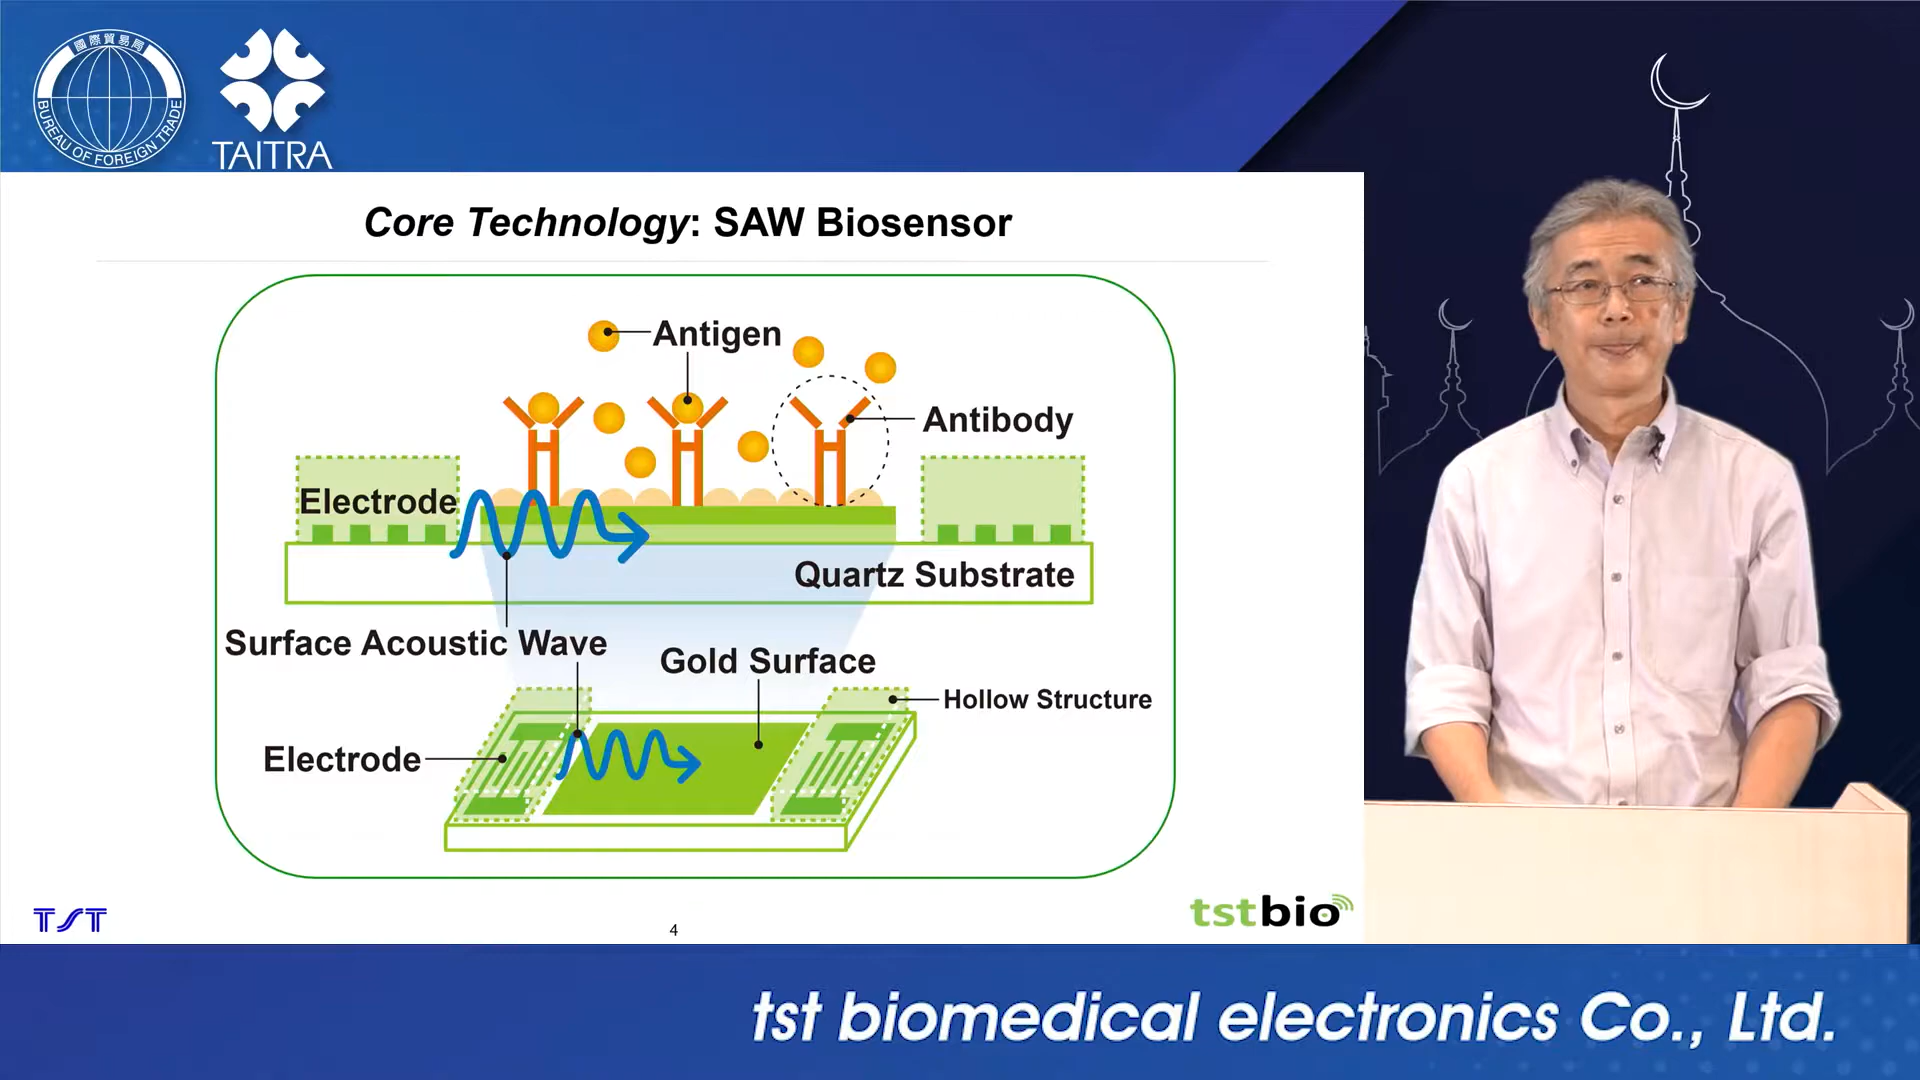 國際貿易局
BUREAU OF FOREIGN TRADE
TAITRA
Core Technology: SAW Biosensor
Antigen
Antibody
Electrode
Quartz Substrate
Surface Acoustic Wave
Gold Surface
Hollow Structure
Electrode
TST
4
tstbio
tst biomedical electronics Co., Ltd.